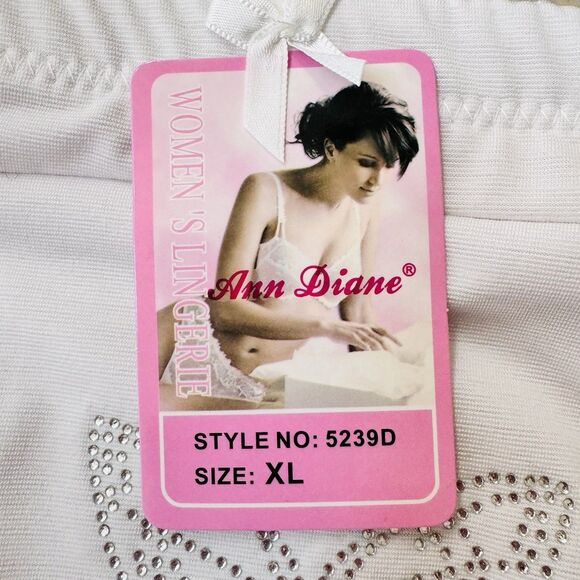 WOMEN'S LINGERIE
Ann Diane®
STYLE NO: 5239D
SIZE: XL